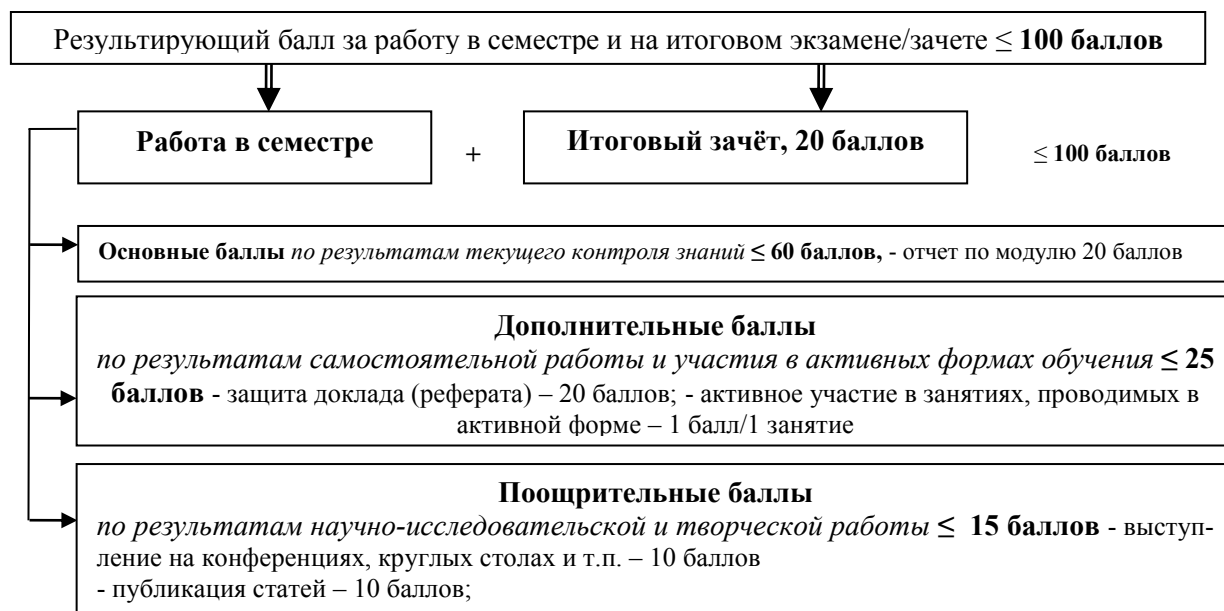 Результирующий балл за работу в семестре и на итоговом экзамене/зачете ≤ 100 баллов
Работа в семестре
+
Итоговый зачёт, 20 баллов
≤ 100 баллов
Основные баллы по результатам текущего контроля знаний ≤ 60 баллов, - отчет по модулю 20 баллов
Дополнительные баллы
по результатам самостоятельной работы и участия в активных формах обучения ≤ 25
баллов - защита доклада (реферата) – 20 баллов; - активное участие в занятиях, проводимых в
активной форме – 1 балл/1 занятие
Поощрительные баллы
по результатам научно-исследовательской и творческой работы ≤ 15 баллов - выступ-
ление на конференциях, круглых столах и т.п. – 10 баллов
- публикация статей – 10 баллов;